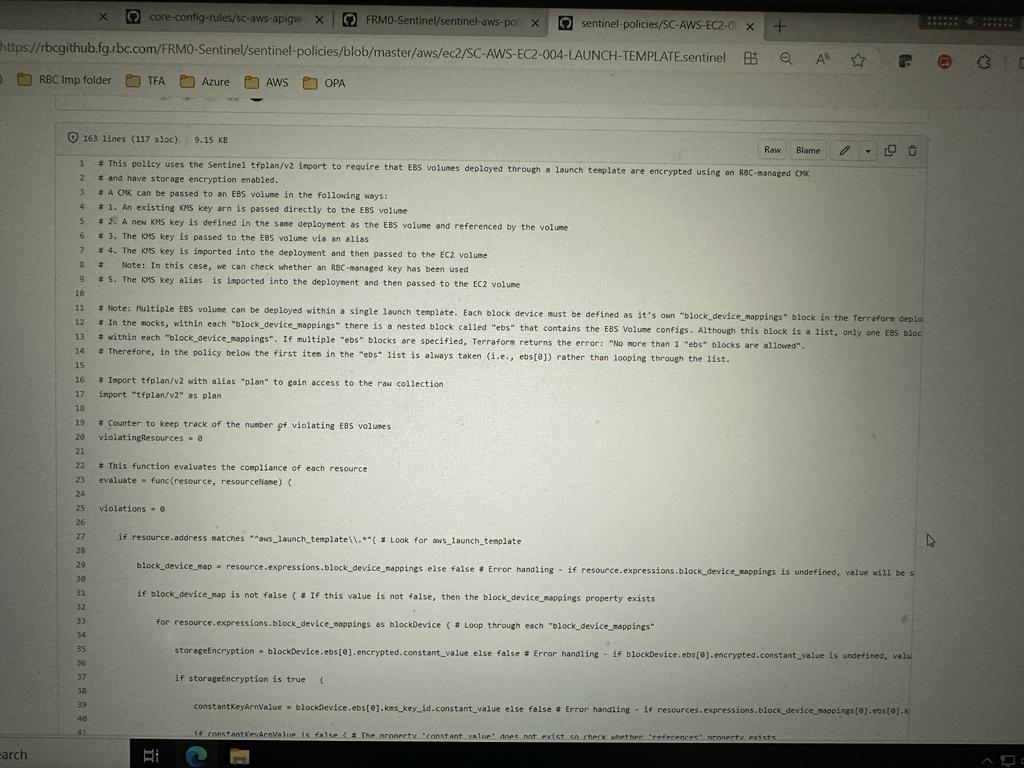 core-config-rules/sc-aws-apigw
FRM0-Sentinel/sentinel-aws-pol
sentinel-policies/SC-AWS-EC2-0
https://rbcgithub.fg.rbc.com/FRM0-Sentinel/sentinel-policies/blob/master/aws/ec2/SC-AWS-EC2-004-LAUNCH-TEMPLATE.sentinel
RBC Imp folder TFA Azure AWS OPA
163 lines (117 sloc) 9.15 KB
Raw Blame
1 # This policy uses the Sentinel tfplan/v2 import to require that EBS volumes deployed through a launch template are encrypted using an RBC-managed CMK
2 # and have storage encryption enabled.
3 # A CMK can be passed to an EBS volume in the following ways:
4 # 1. An existing KMS key arn is passed directly to the EBS volume
5 # 2. A new KMS key is defined in the same deployment as the EBS volume and referenced by the volume
6 # 3. The KMS key is passed to the EBS volume via an alias
7 # 4. The KMS key is imported into the deployment and then passed to the EC2 volume
8 # Note: In this case, we can check whether an RBC-managed key has been used
9 # 5. The KMS key alias is imported into the deployment and then passed to the EC2 volume
10
11 # Note: Multiple EBS volume can be deployed within a single launch template. Each block device must be defined as it's own "block_device_mappings" block in the Terraform deplo
12 # In the mocks, within each "block_device_mappings" there is a nested block called "ebs" that contains the EBS Volume configs. Although this block is a list, only one EBS bloc
13 # within each "block_device_mappings". If multiple "ebs" blocks are specified, Terraform returns the error: "No more than 1 "ebs" blocks are allowed".
14 # Therefore, in the policy below the first item in the "ebs" list is always taken (i.e., ebs[0]) rather than looping through the list.
15
16 # Import tfplan/v2 with alias "plan" to gain access to the raw collection
17 import "tfplan/v2" as plan
18
19 # Counter to keep track of the number of violating EBS volumes
20 violatingResources = 0
21
22 # This function evaluates the compliance of each resource
23 evaluate = func(resource, resourceName) {
24
25 violations = 0
26
27 if resource.address matches "^aws_launch_template\\.*"{ # Look for aws_launch_template
28
29 block_device_map = resource.expressions.block_device_mappings else false # Error handling - if resource.expressions.block_device_mappings is undefined, value will be s
30
31 if block_device_map is not false { # If this value is not false, then the block_device_mappings property exists
32
33 for resource.expressions.block_device_mappings as blockDevice { # Loop through each "block_device_mappings"
34
35 storageEncryption = blockDevice.ebs[0].encrypted.constant_value else false # Error handling - if blockDevice.ebs[0].encrypted.constant_value is undefined, valu
36
37 if storageEncryption is true {
38
39 constantKeyArnValue = blockDevice.ebs[0].kms_key_id.constant_value else false # Error handling - if resources.expressions.block_device_mappings[0].ebs[0].k
40
41 if constantKeyArnValue is false { # The property 'constant_value' does not exist so check whether 'references' property exists
earch